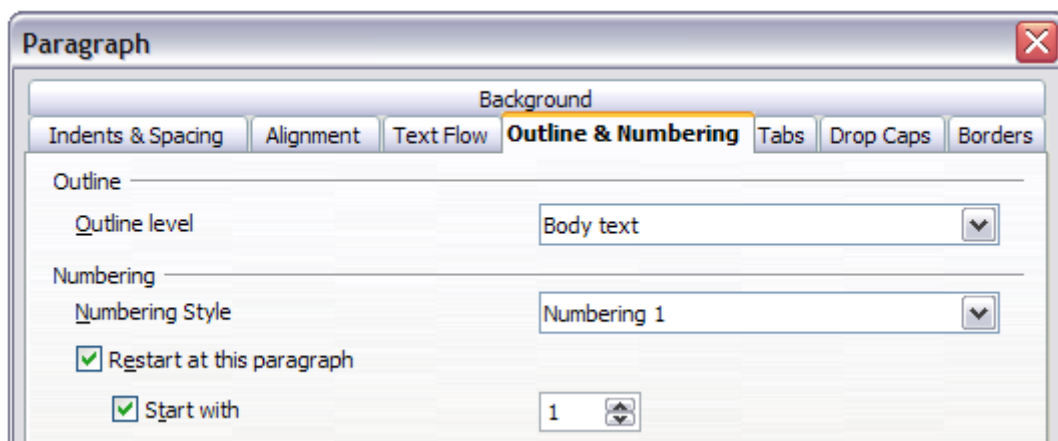 Paragraph
Background
Indents & Spacing Alignment Text Flow Outline & Numbering Tabs Drop Caps Borders
Outline
Outline level Body text
Numbering
Numbering Style Numbering 1
Restart at this paragraph
Start with 1